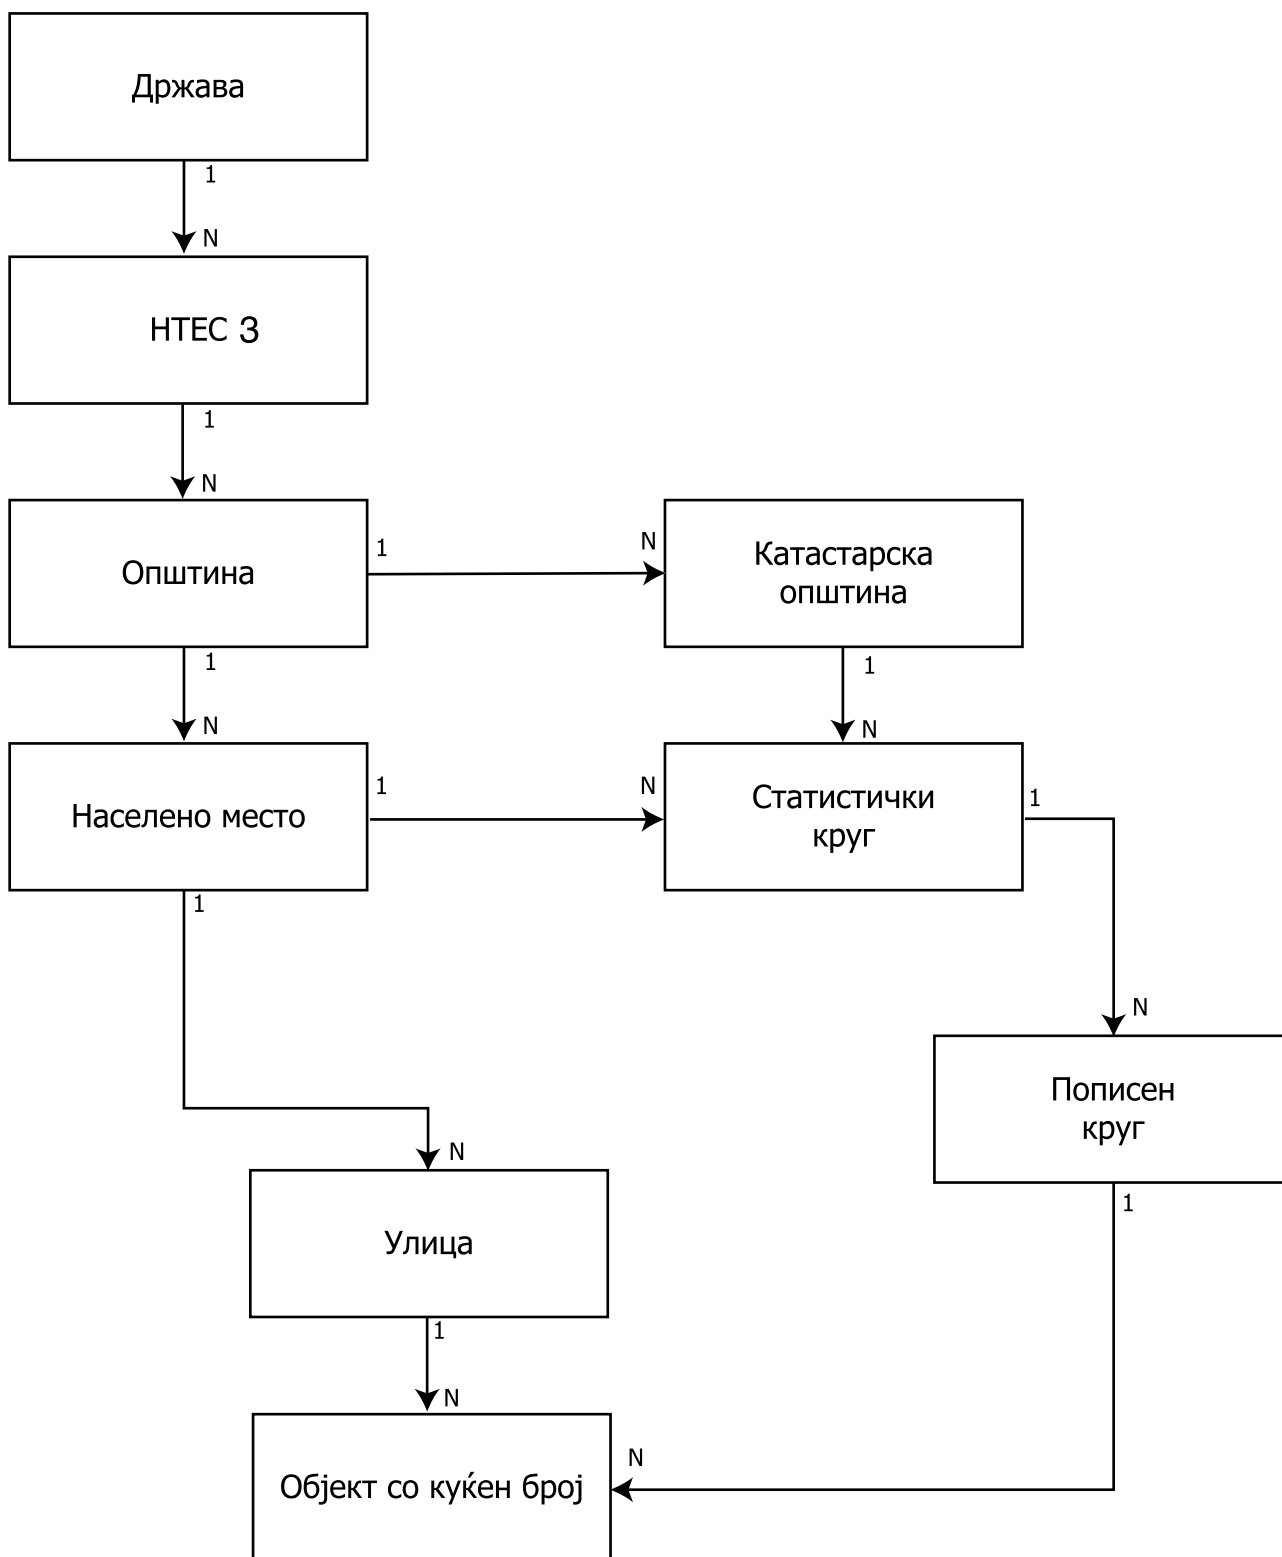 Држава
1
N
НТЕС 3
1
N
Општина
1
N
Катастарска
општина
1
N
1
N
Населено место
1
N
Статистички
круг
1
1
N
N
Пописен
круг
Улица
1
1
N
N
Објект со куќен број